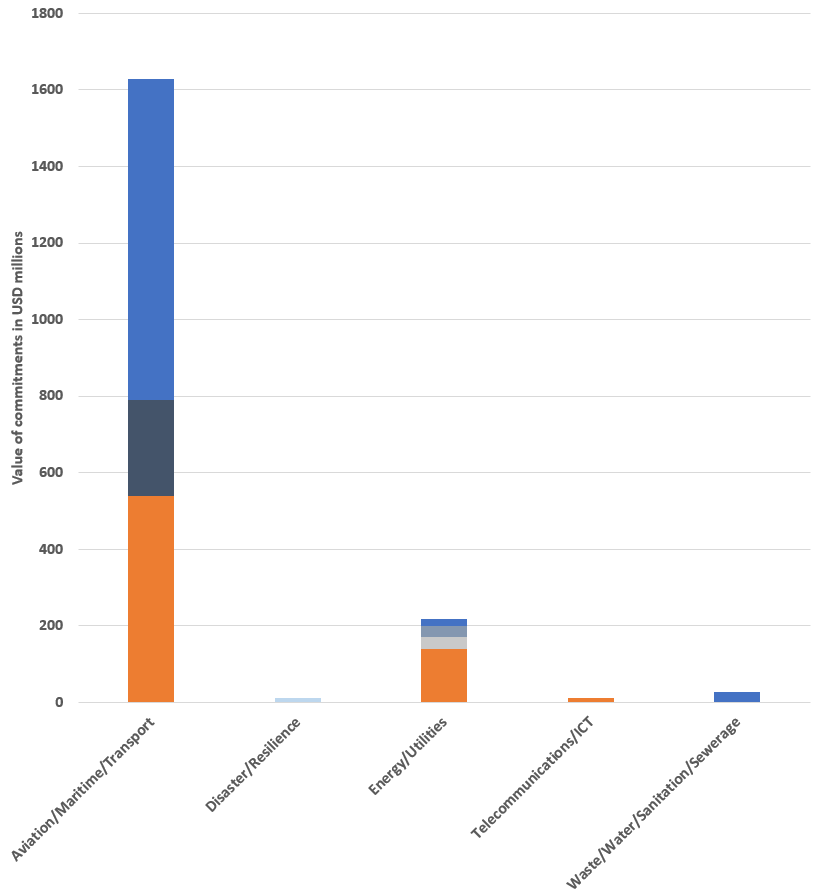 1800
1600
1400
1200
1000
800
600
400
200
0
Value of commitments in USD millions
Aviation/Maritime/Transport
Disaster/Resilience
Energy/Utilities
Telecommunications/ICT
Waste/Water/Sanitation/Sewerage